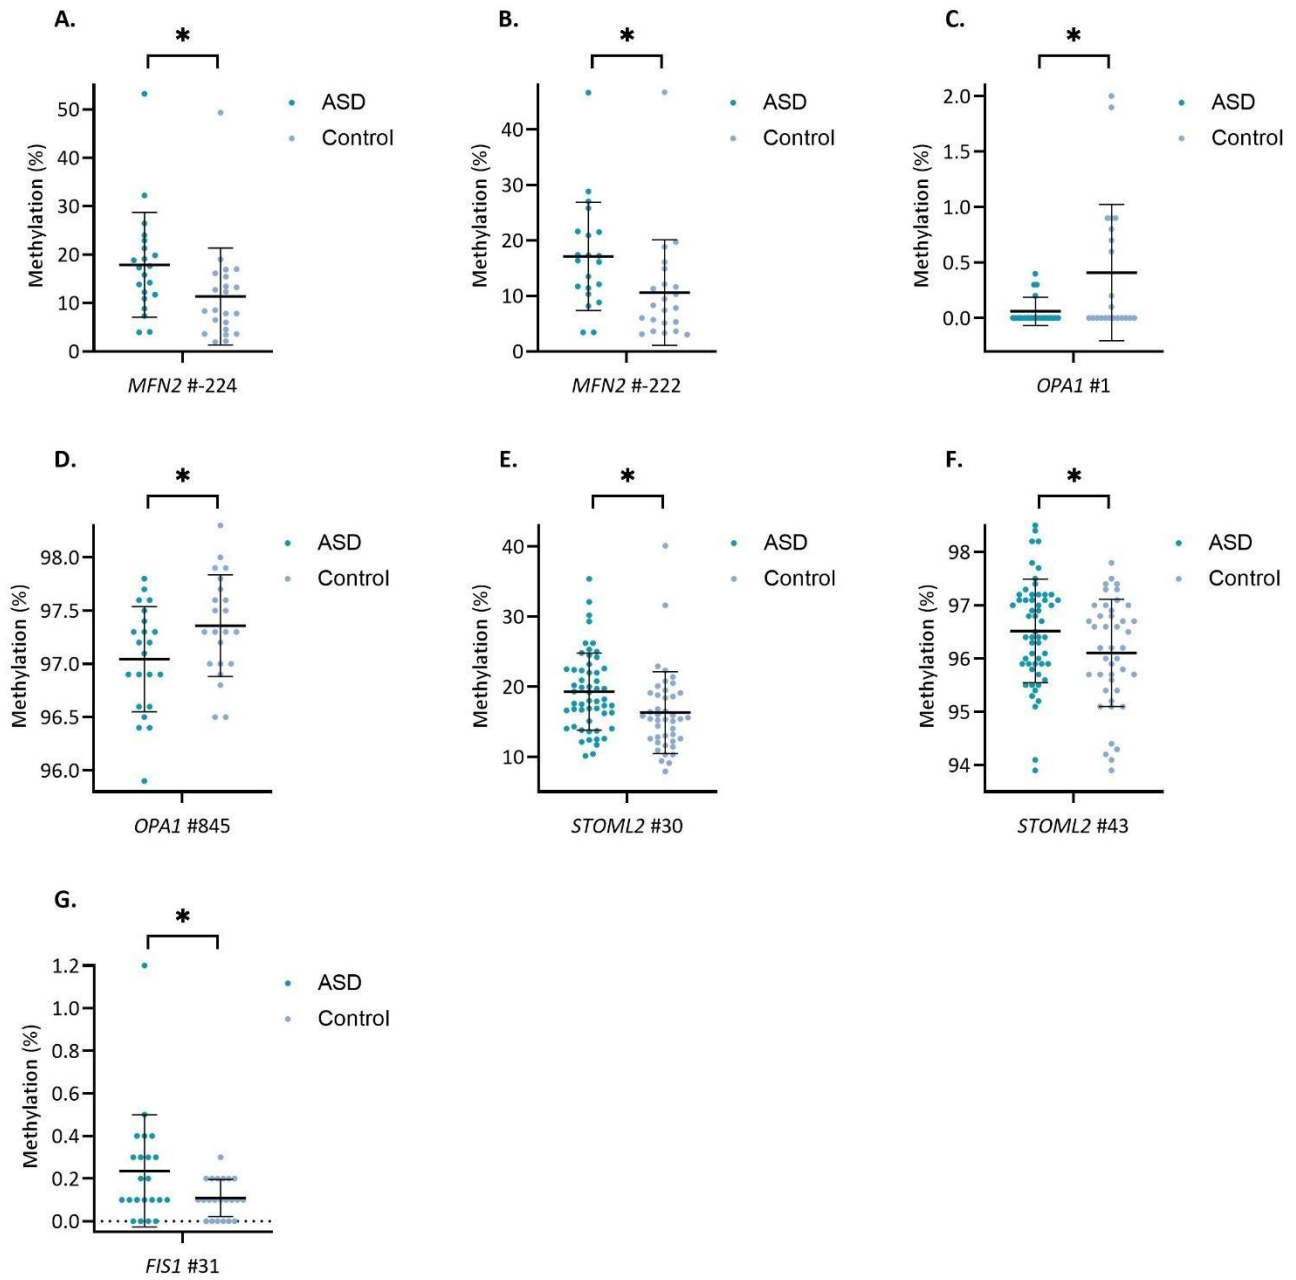 A.
*
50
40
30
20
10
0
Methylation (%)
ASD
Control
MFN2 #-224
B.
*
40
30
20
10
0
Methylation (%)
ASD
Control
MFN2 #-222
C.
*
2.0
1.5
1.0
0.5
0.0
Methylation (%)
ASD
Control
OPA1 #1
D.
*
98.0
97.5
97.0
96.5
96.0
Methylation (%)
ASD
Control
OPA1 #845
E.
*
40
30
20
10
Methylation (%)
ASD
Control
STOML2 #30
F.
*
98
97
96
95
94
Methylation (%)
ASD
Control
STOML2 #43
G.
*
1.2
1.0
0.8
0.6
0.4
0.2
0.0
Methylation (%)
ASD
Control
FIS1 #31